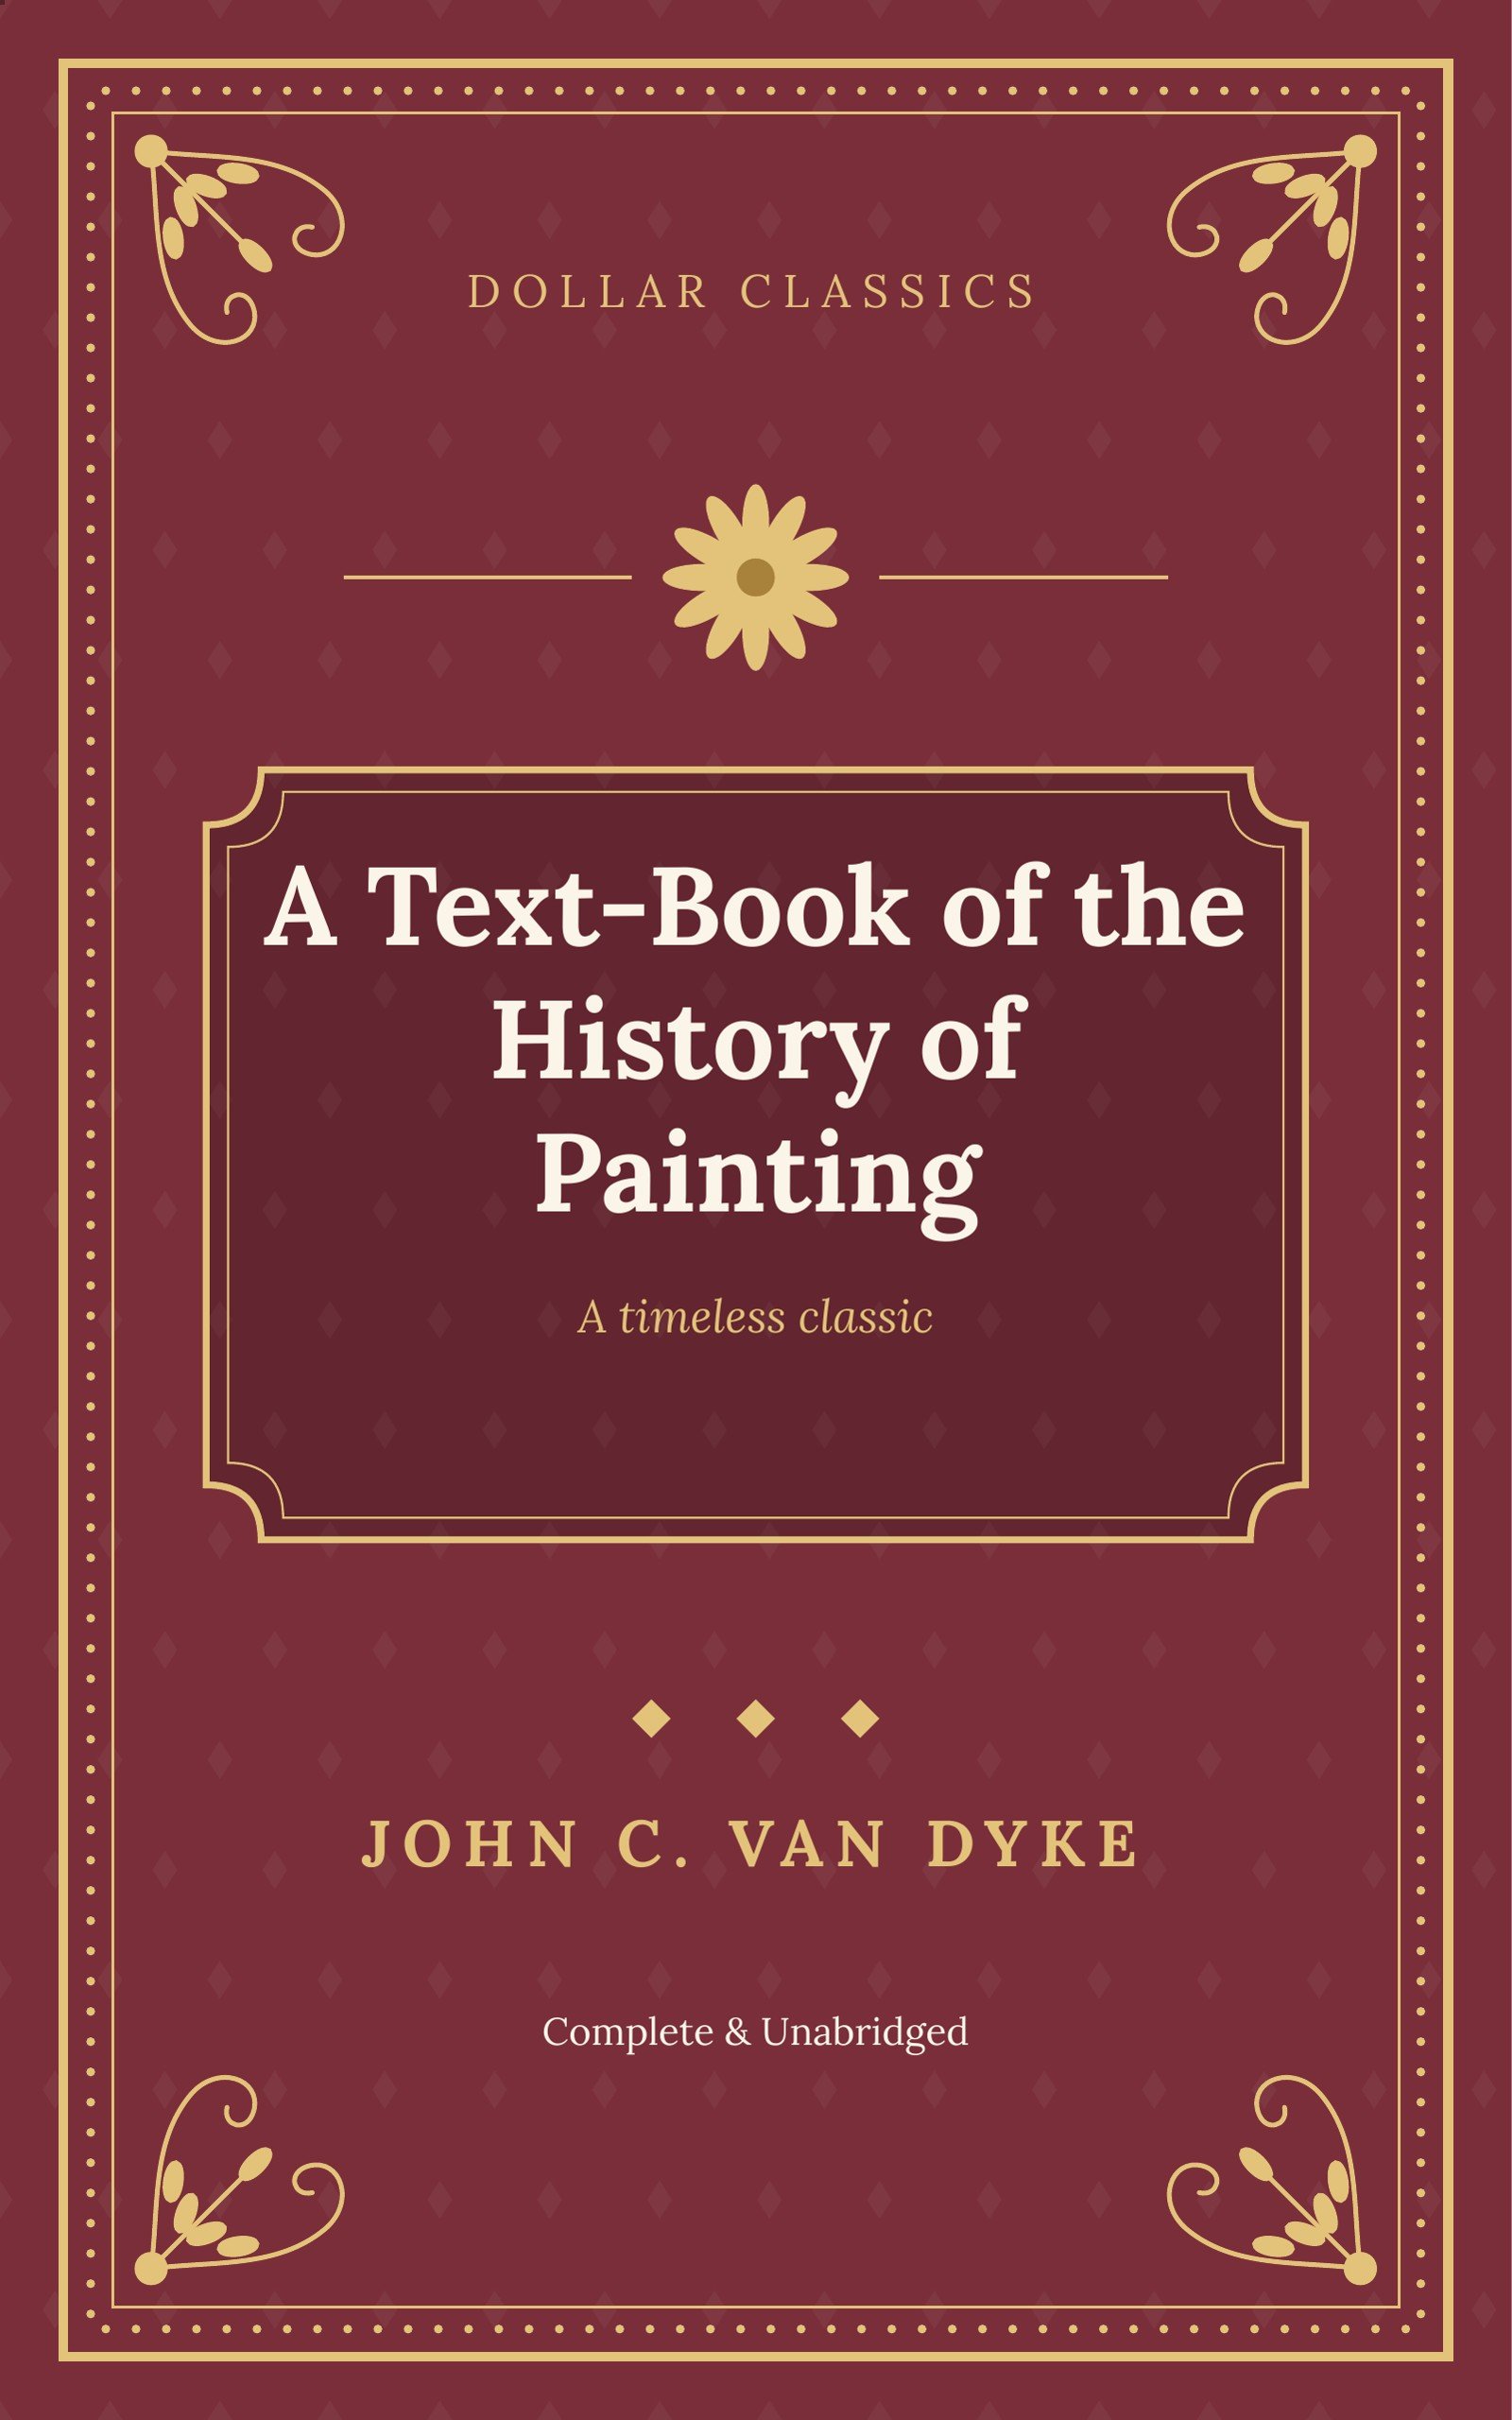 DOLLAR CLASSICS
A Text-Book of the
History of
Painting
A timeless classic
JOHN C. VAN DYKE
Complete & Unabridged